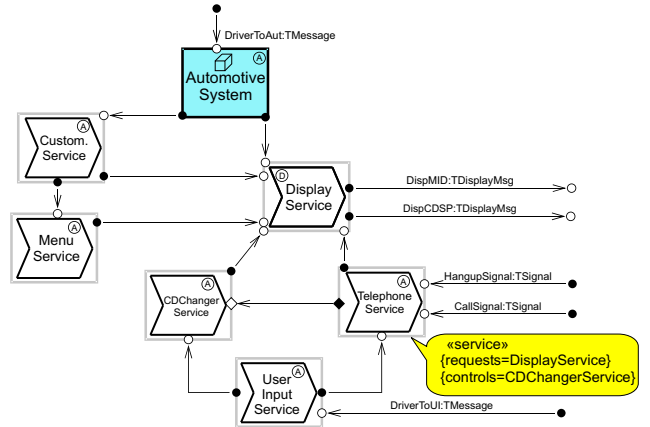 DriverToAut:TMessage
A
Automotive
System
A
Custom.
Service
D
Display
Service
DispMID:TDisplayMsg
DispCDSP:TDisplayMsg
A
Menu
Service
A
CDChanger
Service
A
Telephone
Service
HangupSignal:TSignal
CallSignal:TSignal
«service»
{requests=DisplayService}
{controls=CDChangerService}
A
User
Input
Service
DriverToUI:TMessage